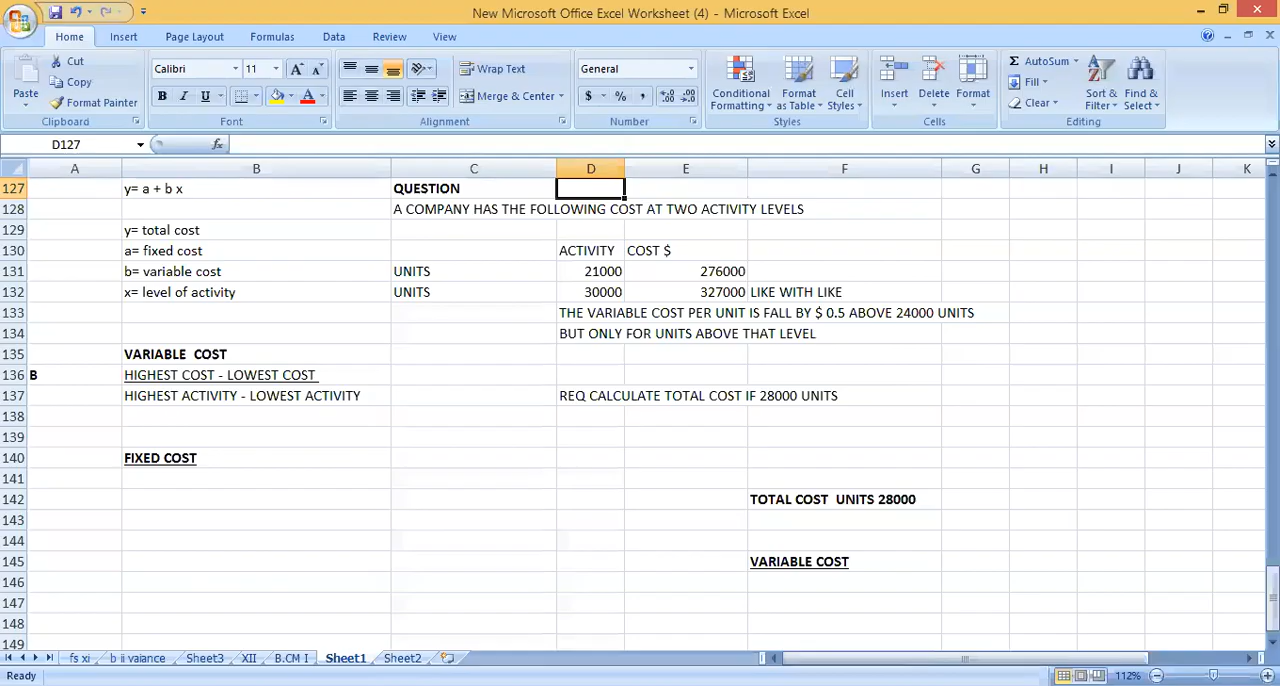 New Microsoft Office Excel Worksheet (4) - Microsoft Excel
Home Insert Page Layout Formulas Data Review View
Paste Cut Copy Format Painter Clipboard
Calibri 11 A A B I U A Font
Wrap Text Merge & Center Alignment
General $ % , Number
Conditional Formatting Format as Table Cell Styles Styles
Insert Delete Format Cells
Σ AutoSum Fill Clear Sort & Filter Find & Select Editing
D127 fx
A B C D E F G H I J K
127 y= a + b x QUESTION
128 A COMPANY HAS THE FOLLOWING COST AT TWO ACTIVITY LEVELS
129 y= total cost
130 a= fixed cost ACTIVITY COST $
131 b= variable cost UNITS 21000 276000
132 x= level of activity UNITS 30000 327000 LIKE WITH LIKE
133 THE VARIABLE COST PER UNIT IS FALL BY $ 0.5 ABOVE 24000 UNITS
134 BUT ONLY FOR UNITS ABOVE THAT LEVEL
135 VARIABLE COST
136 B HIGHEST COST - LOWEST COST
137 HIGHEST ACTIVITY - LOWEST ACTIVITY REQ CALCULATE TOTAL COST IF 28000 UNITS
138
139
140 FIXED COST
141
142 TOTAL COST UNITS 28000
143
144
145 VARIABLE COST
146
147
148
149
fs xi b ii vaiance Sheet3 XII B.CM I Sheet1 Sheet2
Ready 112%